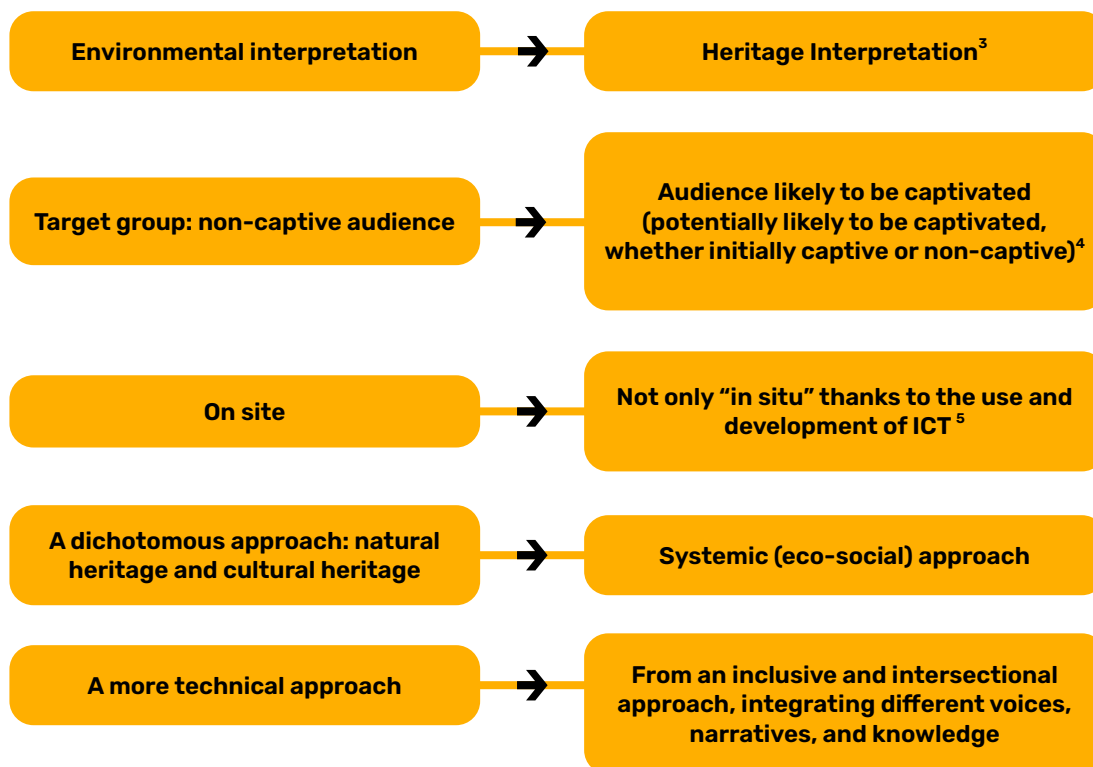 Environmental interpretation
Heritage Interpretation³
Target group: non-captive audience
Audience likely to be captivated
(potentially likely to be captivated,
whether initially captive or non-captive)⁴
On site
Not only “in situ” thanks to the use and
development of ICT ⁵
A dichotomous approach: natural
heritage and cultural heritage
Systemic (eco-social) approach
A more technical approach
From an inclusive and intersectional
approach, integrating different voices,
narratives, and knowledge